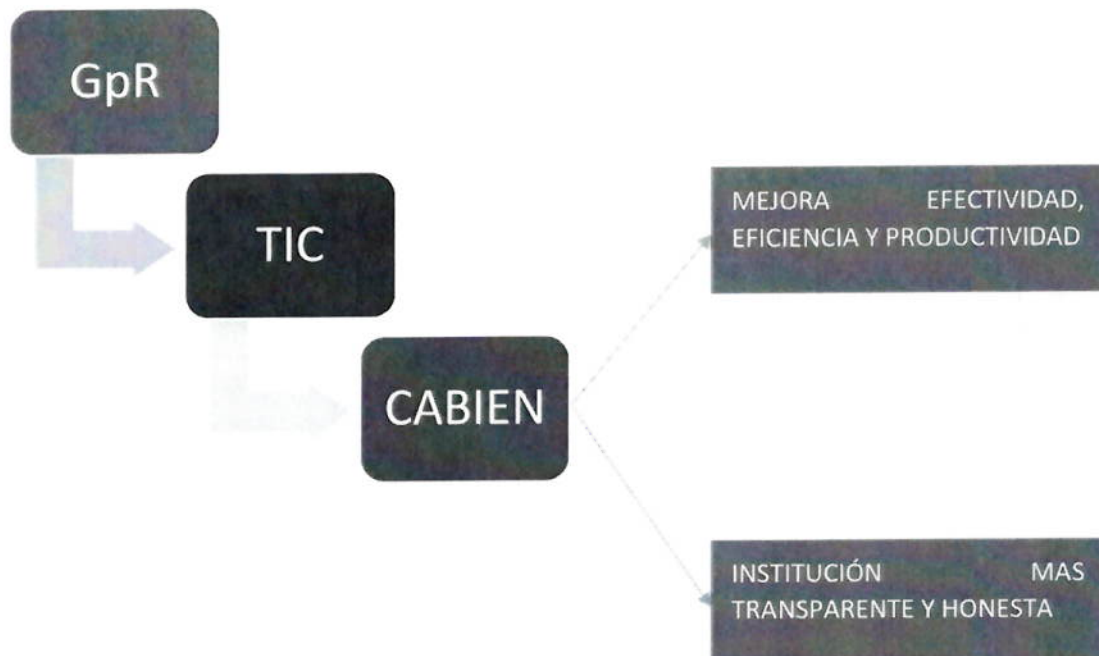 GpR
TIC
CABIEN
MEJORA EFECTIVIDAD,
EFICIENCIA Y PRODUCTIVIDAD
INSTITUCIÓN MAS
TRANSPARENTE Y HONESTA